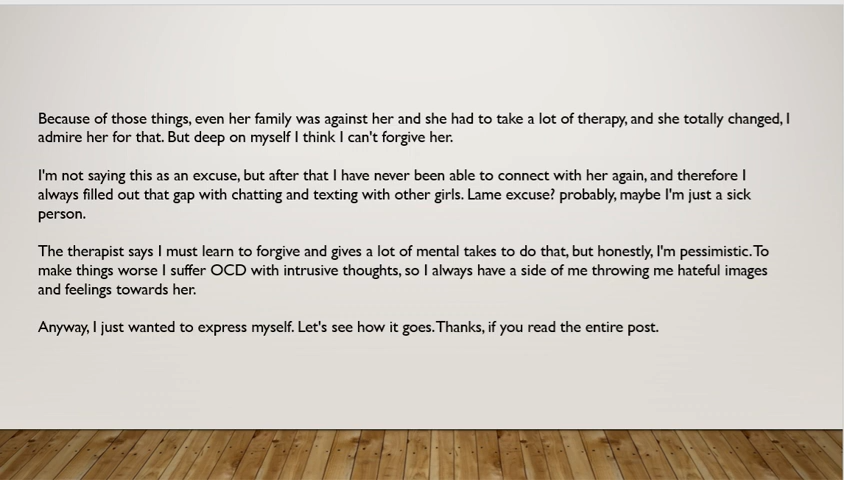 Because of those things, even her family was against her and she had to take a lot of therapy, and she totally changed, I
admire her for that. But deep on myself I think I can't forgive her.
I'm not saying this as an excuse, but after that I have never been able to connect with her again, and therefore I
always filled out that gap with chatting and texting with other girls. Lame excuse? probably, maybe I'm just a sick
person.
The therapist says I must learn to forgive and gives a lot of mental takes to do that, but honestly, I'm pessimistic. To
make things worse I suffer OCD with intrusive thoughts, so I always have a side of me throwing me hateful images
and feelings towards her.
Anyway, I just wanted to express myself. Let's see how it goes. Thanks, if you read the entire post.